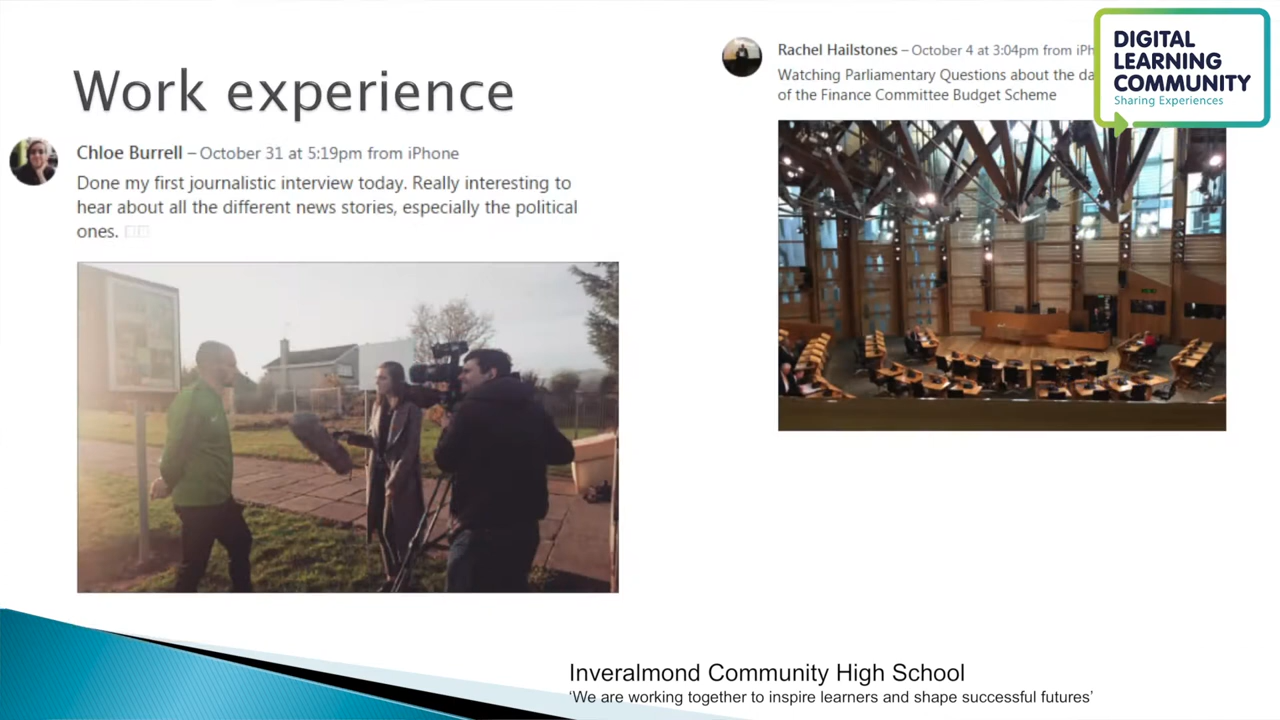 Work experience
Chloe Burrell – October 31 at 5:19pm from iPhone
Done my first journalistic interview today. Really interesting to
hear about all the different news stories, especially the political
ones.
Rachel Hailstones – October 4 at 3:04pm from
Watching Parliamentary Questions about the
of the Finance Committee Budget Scheme
DIGITAL
LEARNING
COMMUNITY
Sharing Experiences
Inveralmond Community High School
‘We are working together to inspire learners and shape successful futures’